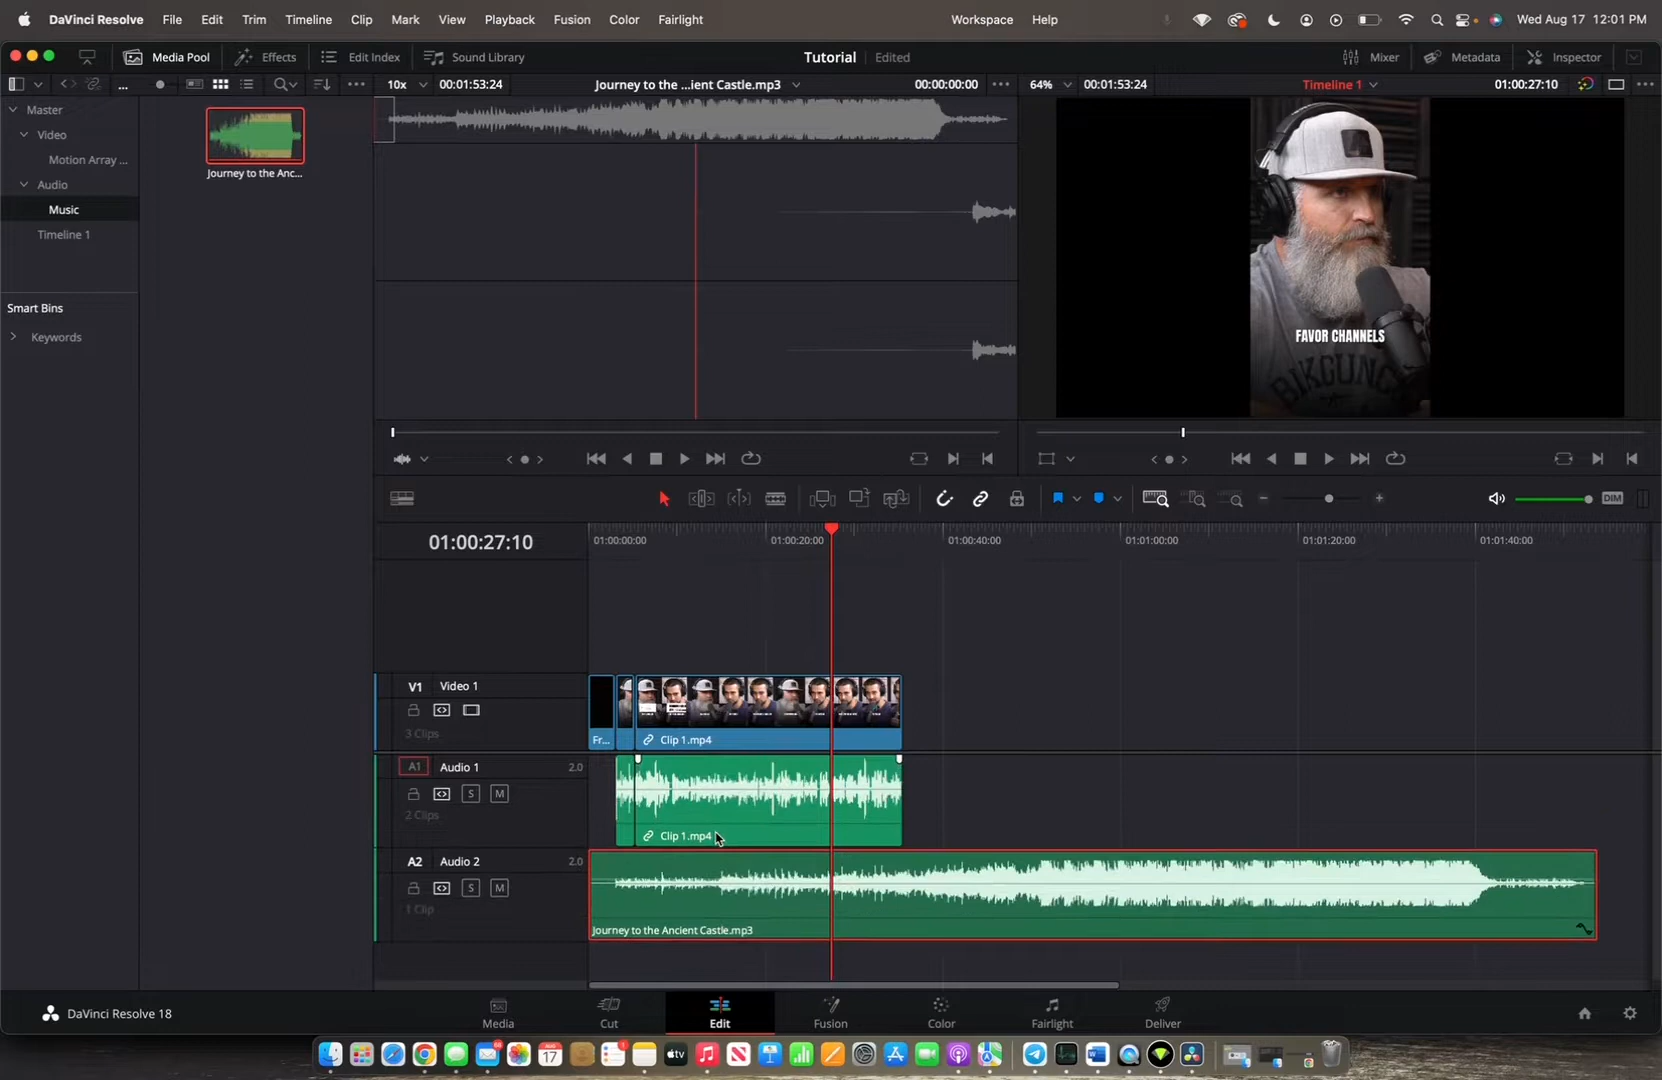 DaVinci Resolve File Edit Trim Timeline Clip Mark View Playback Fusion Color Fairlight Workspace Help Wed Aug 17 12:01 PM
Media Pool Effects Edit Index Sound Library Tutorial Edited Mixer Metadata Inspector
... 10x 00:01:53:24 Journey to the ...ient Castle.mp3 00:00:00:00 64% 00:01:53:24 Timeline 1 01:00:27:10
Master
Video
Motion Array ...
Audio
Music
Timeline 1
Smart Bins
Keywords
Journey to the Anc...
FAVOR CHANNELS
BIKCUNC
DIM
01:00:27:10 01:00:00:00 01:00:20:00 01:00:40:00 01:01:00:00 01:01:20:00 01:01:40:00
V1 Video 1
3 Clips
Fr... Clip 1.mp4
A1 Audio 1 2.0
S M
2 Clips
Clip 1.mp4
A2 Audio 2 2.0
S M
1 Clip
Journey to the Ancient Castle.mp3
DaVinci Resolve 18 Media Cut Edit Fusion Color Fairlight Deliver
AUG
17
tv